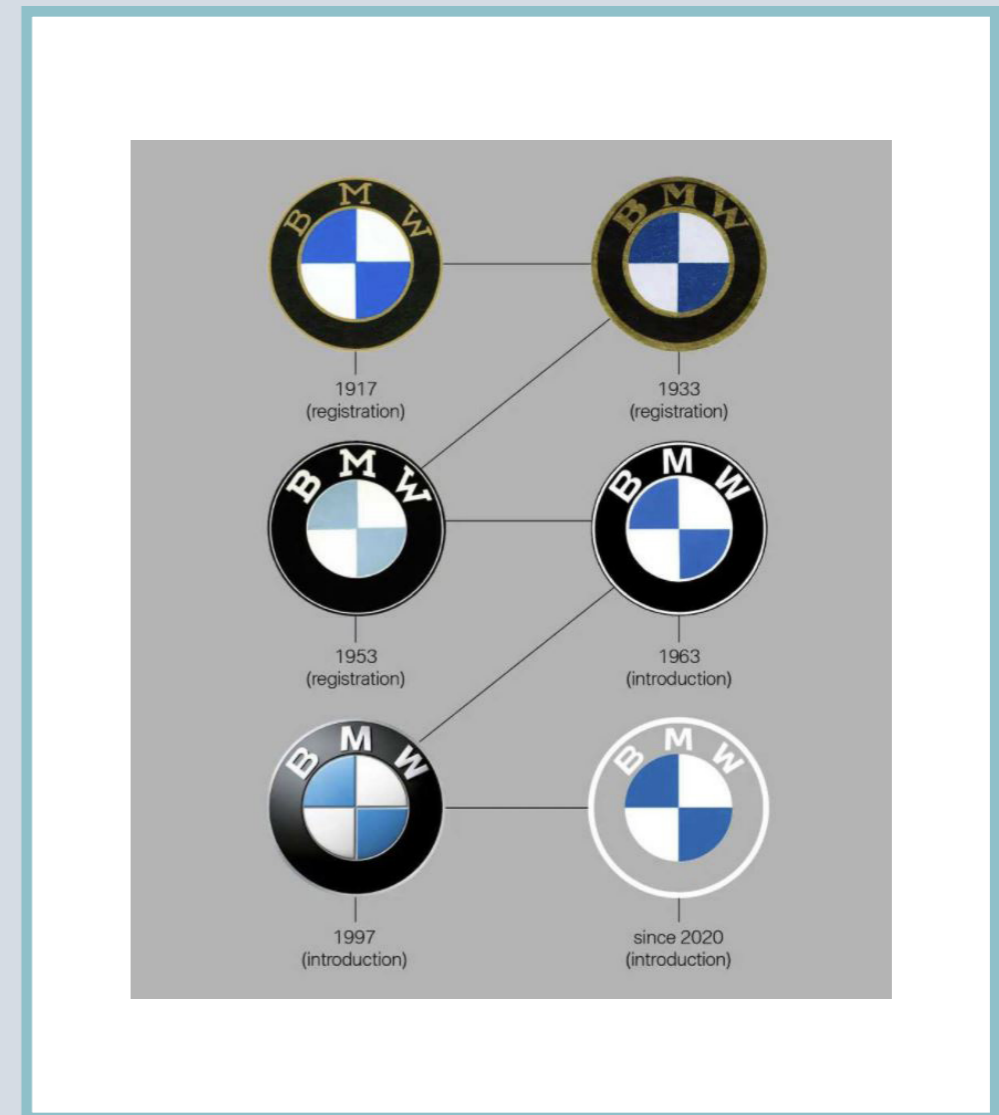 BMW
BMW
1917
(registration)
1933
(registration)
BMW
BMW
1953
(registration)
1963
(introduction)
BMW
BMW
1997
(introduction)
since 2020
(introduction)